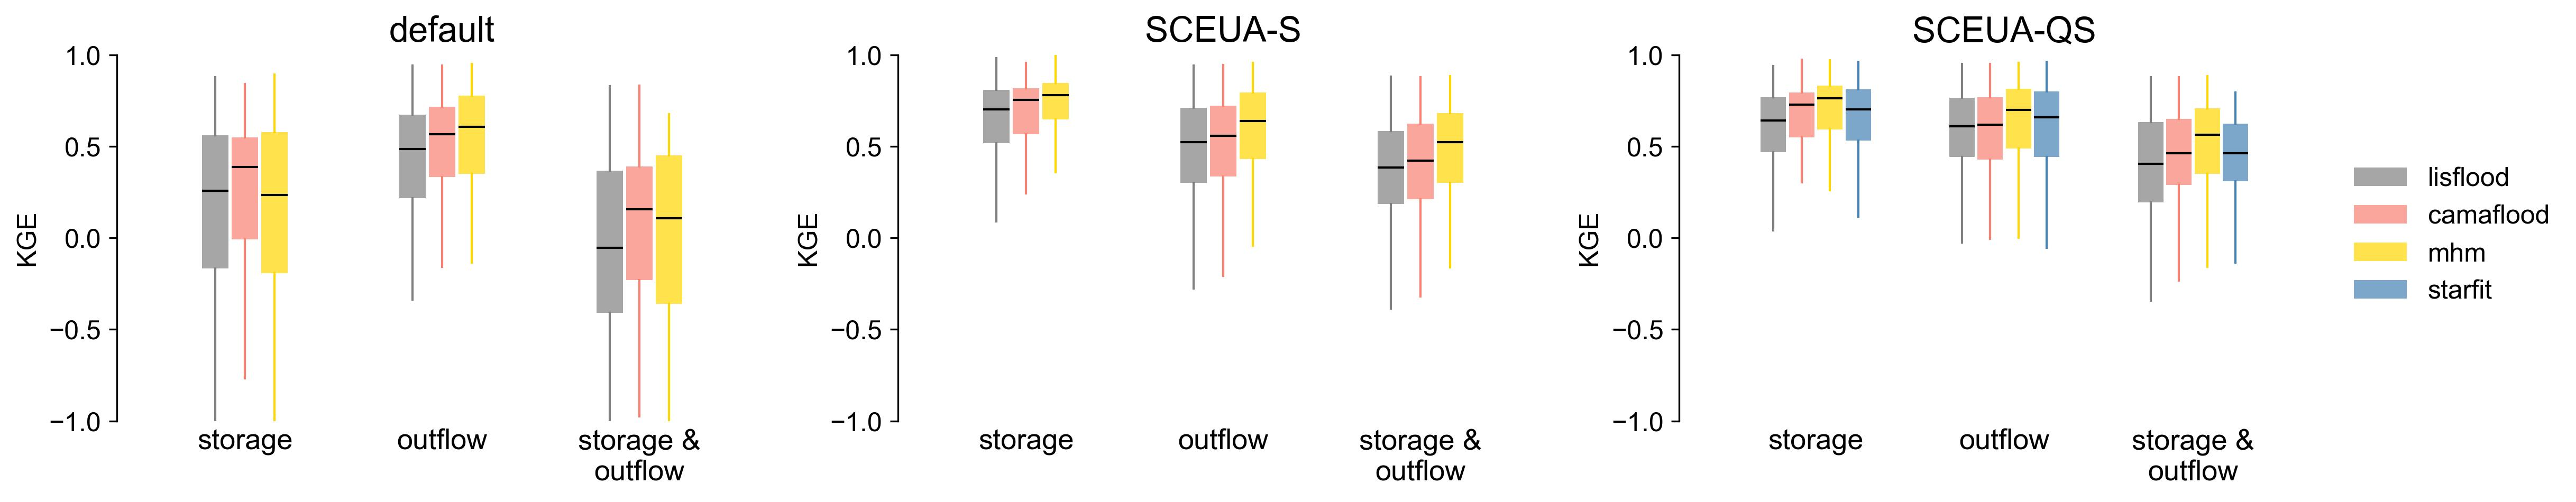 default
KGE
1.0
0.5
0.0
−0.5
−1.0
storage
outflow
storage &
outflow
SCEUA-S
KGE
1.0
0.5
0.0
−0.5
−1.0
storage
outflow
storage &
outflow
SCEUA-QS
KGE
1.0
0.5
0.0
−0.5
−1.0
storage
outflow
storage &
outflow
lisflood
camaflood
mhm
starfit